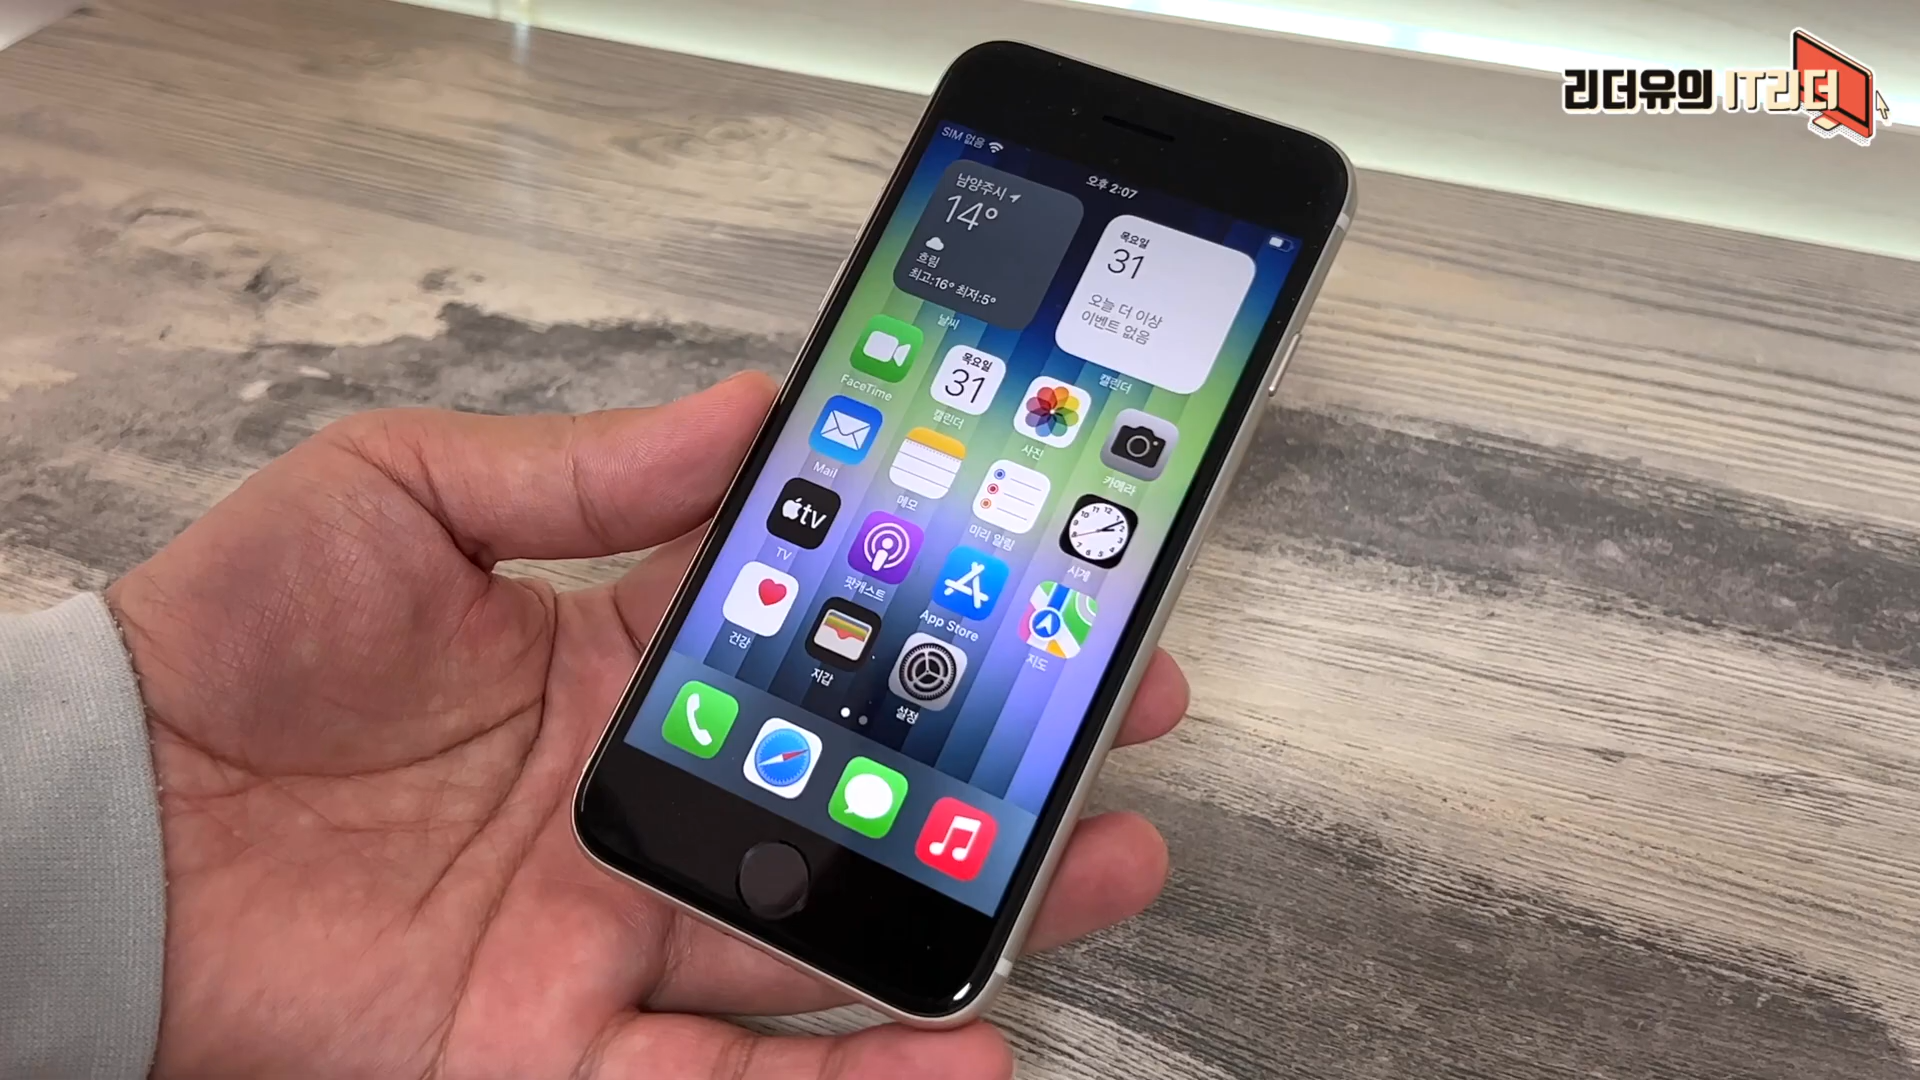 리더유의 IT리더
SIM 없음
오후 2:07
남양주시
14°
흐림
최고:16° 최저:5°
날씨
목요일
31
오늘 더 이상
이벤트 없음
캘린더
FaceTime
목요일
31
캘린더
사진
카메라
Mail
메모
미리 알림
12
시계
tv
TV
팟캐스트
App Store
지도
건강
지갑
설정